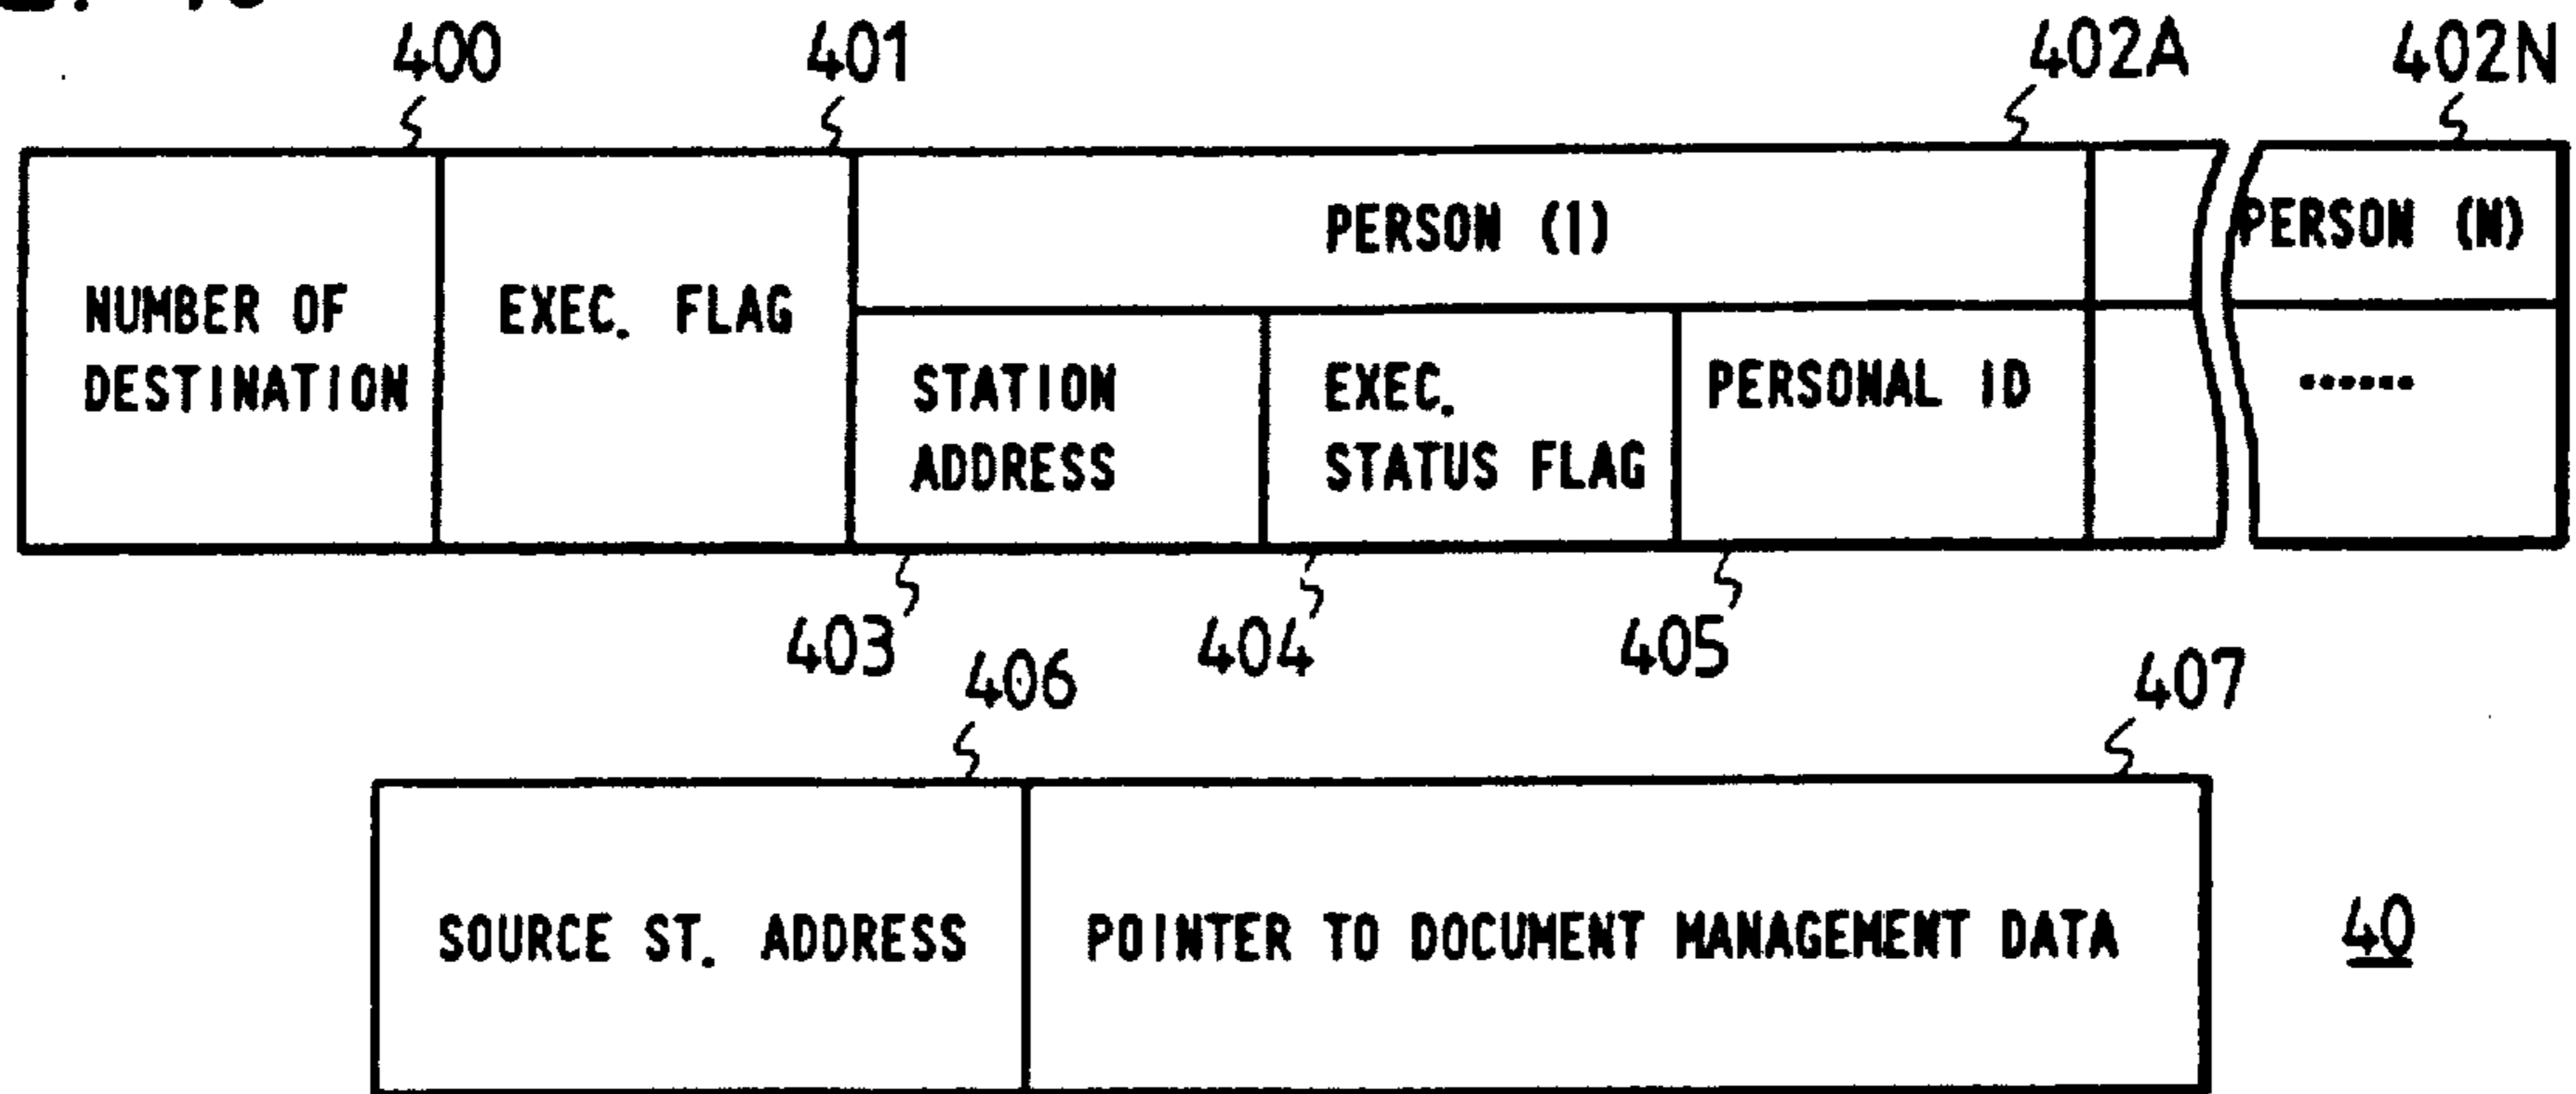 400 401 402A 402N
PERSON (1) PERSON (N)
NUMBER OF DESTINATION
EXEC. FLAG
STATION ADDRESS
EXEC. STATUS FLAG
PERSONAL ID
......
403 404 405
406 407
SOURCE ST. ADDRESS
POINTER TO DOCUMENT MANAGEMENT DATA
40